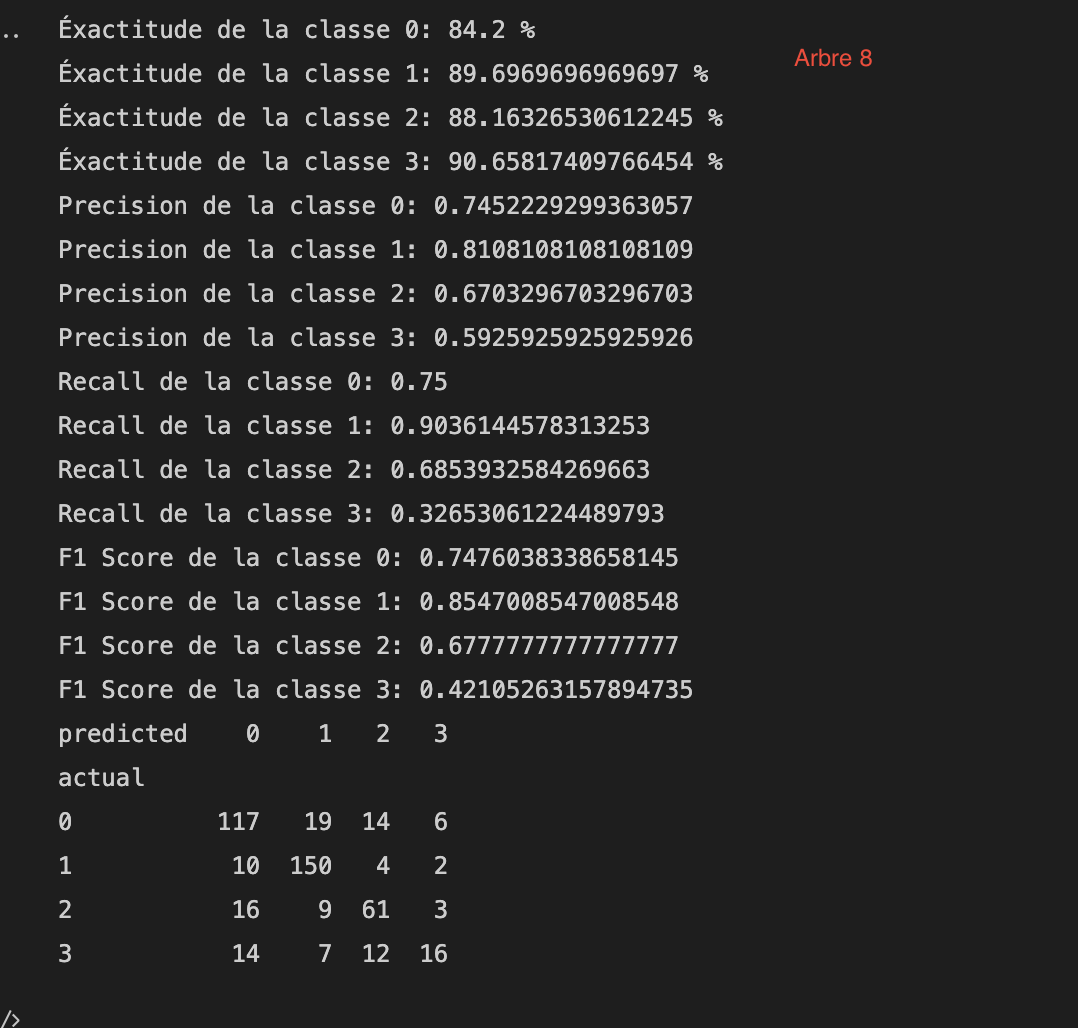 ..
Éxactitude de la classe 0: 84.2 %
Arbre 8
Éxactitude de la classe 1: 89.6969696969697 %
Éxactitude de la classe 2: 88.16326530612245 %
Éxactitude de la classe 3: 90.65817409766454 %
Precision de la classe 0: 0.7452229299363057
Precision de la classe 1: 0.8108108108108109
Precision de la classe 2: 0.6703296703296703
Precision de la classe 3: 0.5925925925925926
Recall de la classe 0: 0.75
Recall de la classe 1: 0.9036144578313253
Recall de la classe 2: 0.6853932584269663
Recall de la classe 3: 0.32653061224489793
F1 Score de la classe 0: 0.7476038338658145
F1 Score de la classe 1: 0.8547008547008548
F1 Score de la classe 2: 0.6777777777777777
F1 Score de la classe 3: 0.42105263157894735
predicted 0 1 2 3
actual
0 117 19 14 6
1 10 150 4 2
2 16 9 61 3
3 14 7 12 16
/>